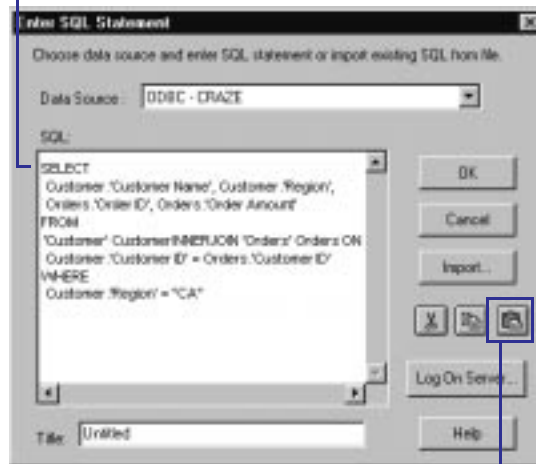 Enter SQL Statement
Choose data source and enter SQL statement or import existing SQL from file.
Data Source: ODBC - CRAZE
SQL:
SELECT
Customer.'Customer Name', Customer.'Region',
Orders.'Order ID', Orders.'Order Amount'
FROM
'Customer' CustomerINNERJOIN 'Orders' Orders ON
Customer.'Customer ID' = Orders.'Customer ID'
WHERE
Customer.'Region' = "CA"
OK
Cancel
Import...
Log On Server...
Title: Untitled
Help